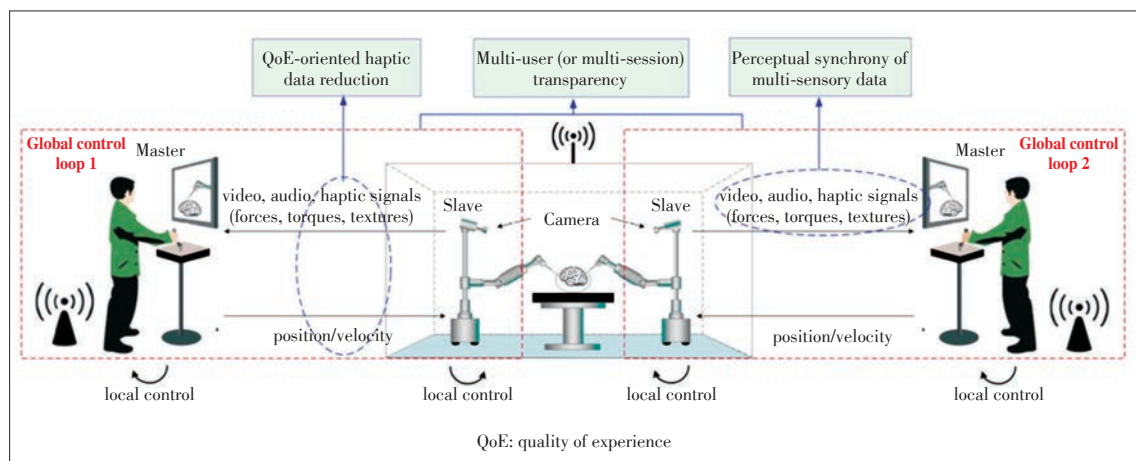 QoE-oriented haptic
data reduction
Multi-user (or multi-session)
transparency
Perceptual synchrony of
multi-sensory data
Global control
loop 1
Master
Master
Global control
loop 2
video, audio, haptic signals
(forces, torques, textures)
Slave
Camera
Slave
video, audio, haptic signals
(forces, torques, textures)
position/velocity
position/velocity
local control
local control
local control
local control
QoE: quality of experience